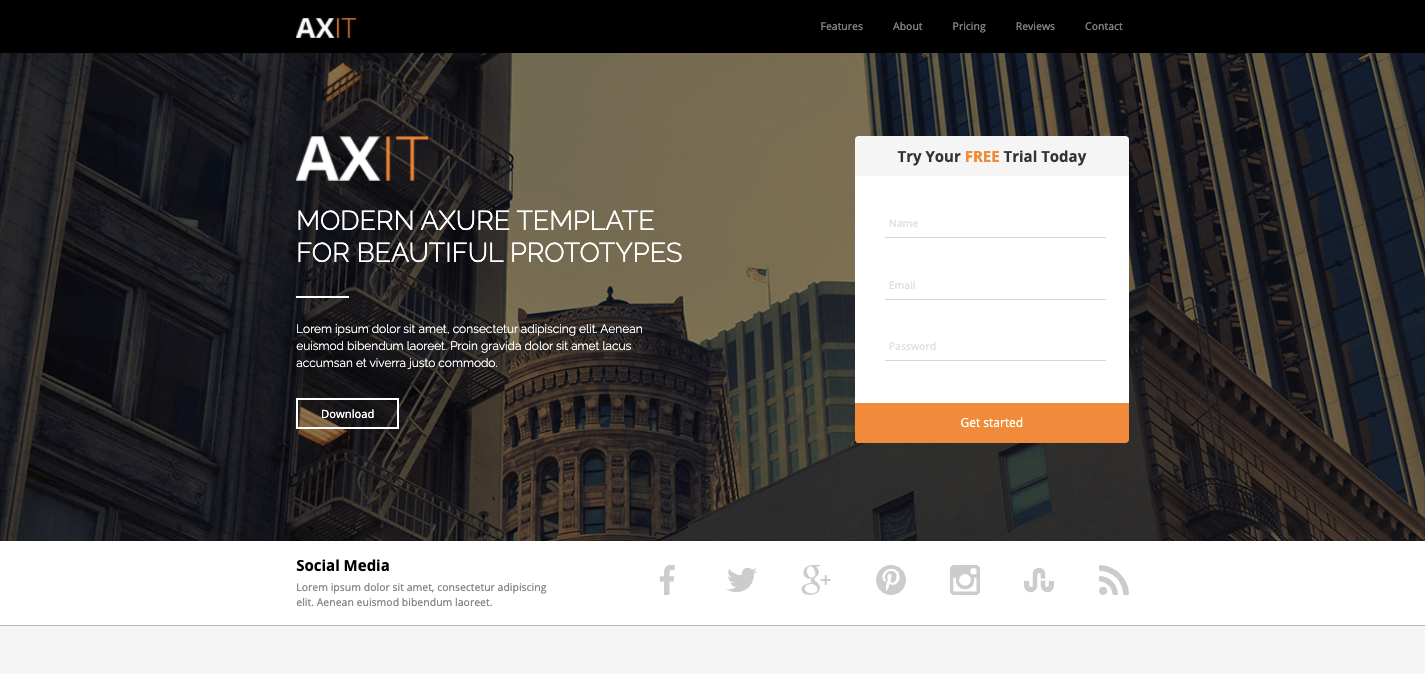 AXIT
Features
About
Pricing
Reviews
Contact
AXIT
MODERN AXURE TEMPLATE
FOR BEAUTIFUL PROTOTYPES
Lorem ipsum dolor sit amet, consectetur adipiscing elit. Aenean
euismod bibendum laoreet. Proin gravida dolor sit amet lacus
accumsan et viverra justo commodo.
Download
Try Your FREE Trial Today
Name
Email
Password
Get started
Social Media
Lorem ipsum dolor sit amet, consectetur adipiscing
elit. Aenean euismod bibendum laoreet.